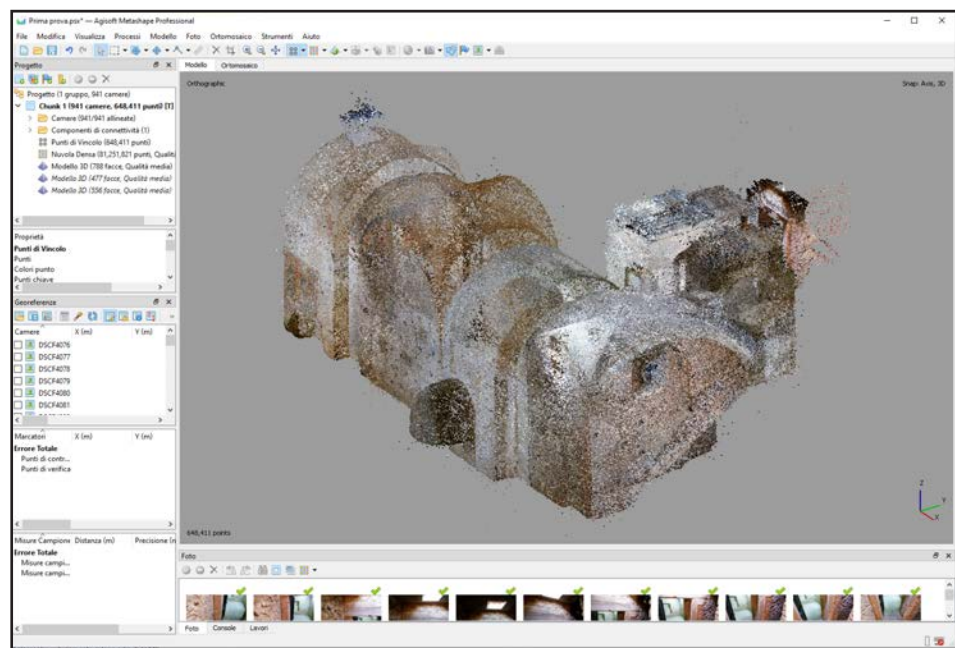 Prima prova.psx* — Agisoft Metashape Professional
File Modifica Visualizza Processi Modello Foto Ortomosaico Strumenti Aiuto
Progetto
Modello Ortomosaico
Orthographic
Snap: Axis, 3D
Progetto (1 gruppo, 941 camere)
Chunk 1 (941 camere, 648,411 punti) [T]
Camere (941/941 allineate)
Componenti di connettività (1)
Punti di Vincolo (648,411 punti)
Nuvola Densa (81,251,821 punti, Qualit
Modello 3D (788 facce, Qualità media)
Modello 3D (477 facce, Qualità media)
Modello 3D (556 facce, Qualità media)
Proprietà
Punti di Vincolo
Punti
Colori punto
Punti chiave
Georeferenze
Camere X (m) Y (m)
DSCF4076
DSCF4077
DSCF4078
DSCF4079
DSCF4080
DSCF4081
Marcatori X (m) Y (m)
Errore Totale
Punti di contr...
Punti di verifica
Misure Campione Distanza (m) Precisione (n
Errore Totale
Misure campi...
Misure campi...
Z
Y
X
648,411 points
Foto
Foto Console Lavori